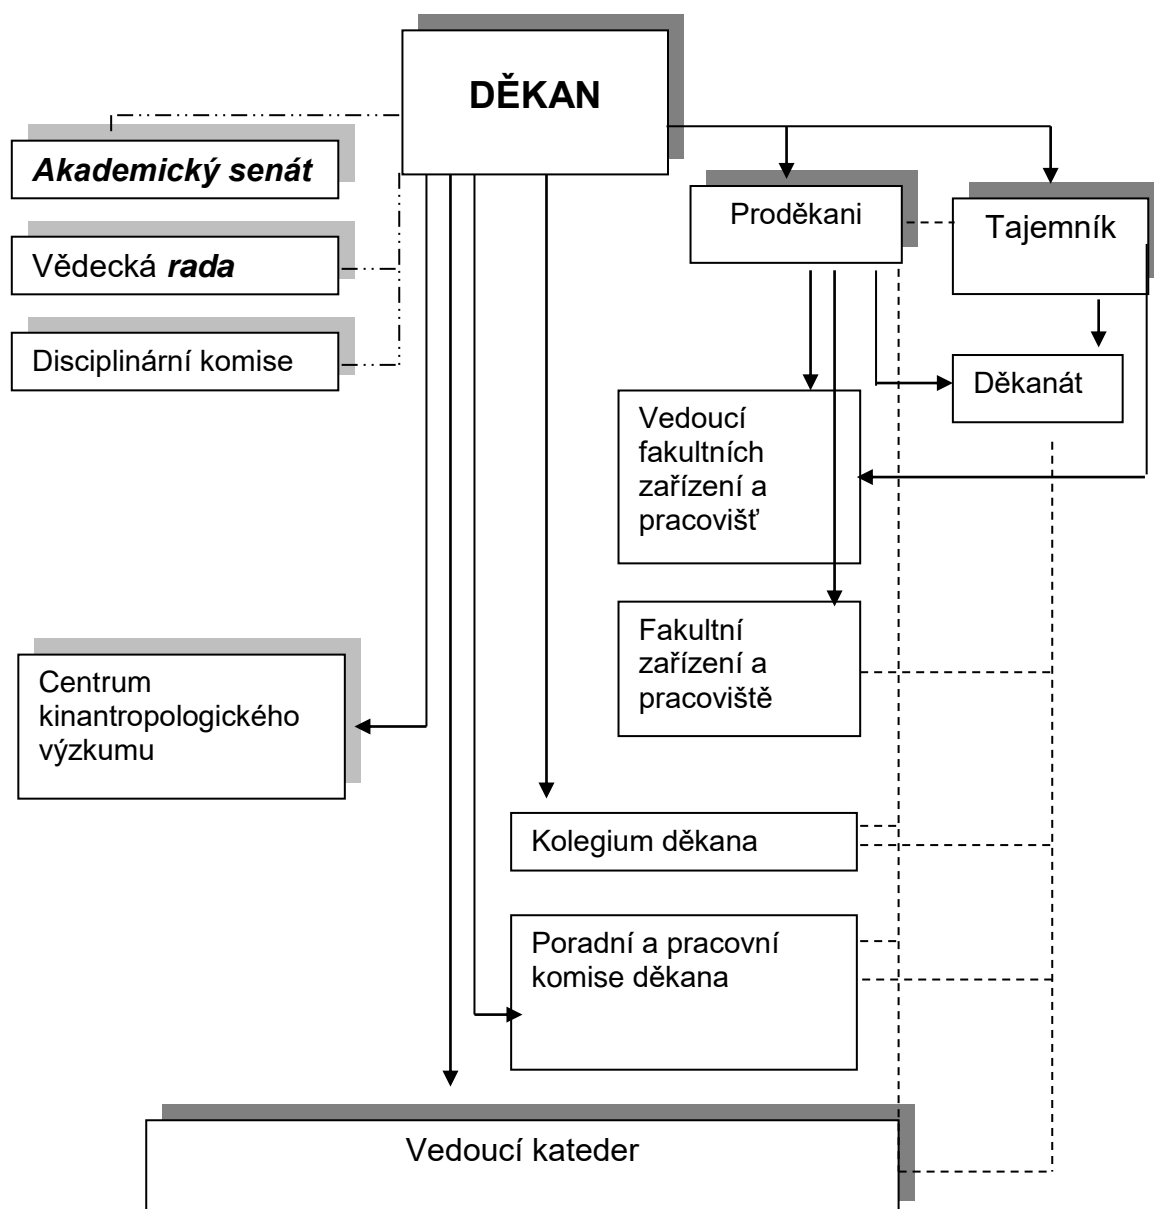 DĚKAN
Akademický senát
Proděkani
Tajemník
Vědecká rada
Disciplinární komise
Děkanát
Vedoucí
fakultních
zařízení a
pracovišť
Fakultní
zařízení a
pracoviště
Centrum
kinantropologického
výzkumu
Kolegium děkana
Poradní a pracovní
komise děkana
Vedoucí kateder